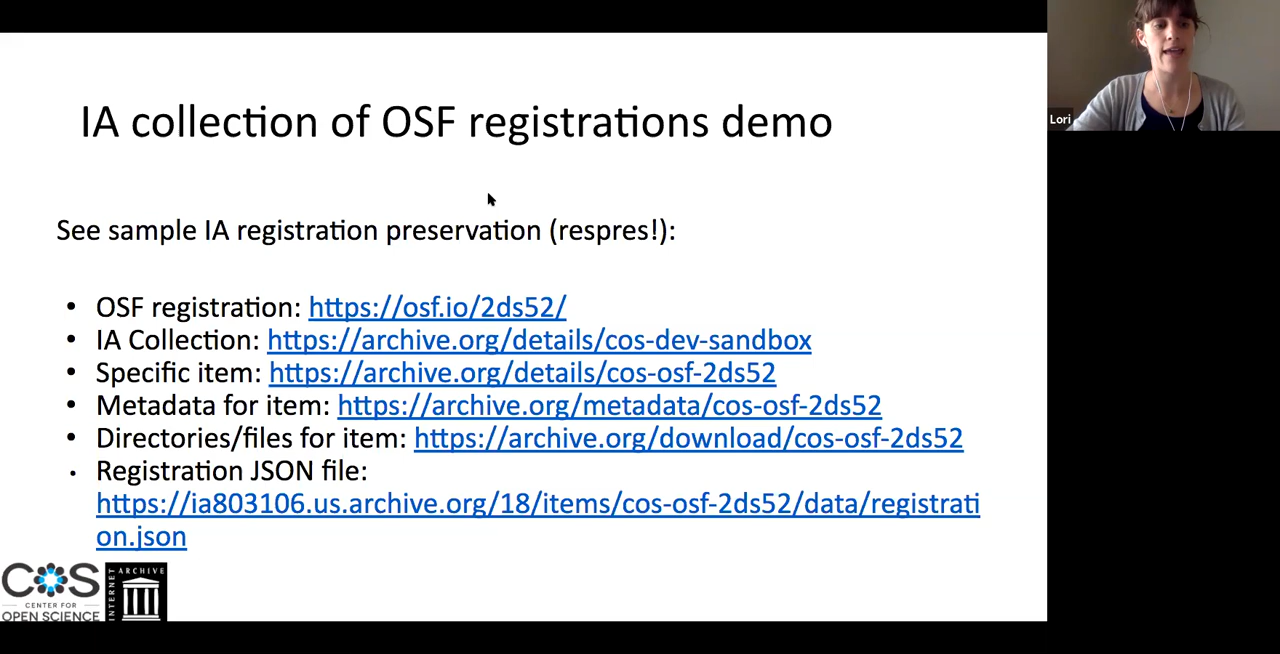 IA collection of OSF registrations demo
Lori
See sample IA registration preservation (respres!):
• OSF registration: https://osf.io/2ds52/
• IA Collection: https://archive.org/details/cos-dev-sandbox
• Specific item: https://archive.org/details/cos-osf-2ds52
• Metadata for item: https://archive.org/metadata/cos-osf-2ds52
• Directories/files for item: https://archive.org/download/cos-osf-2ds52
• Registration JSON file:
https://ia803106.us.archive.org/18/items/cos-osf-2ds52/data/registrati
on.json
COS
CENTER FOR
OPEN SCIENCE
INTERNET
ARCHIVE